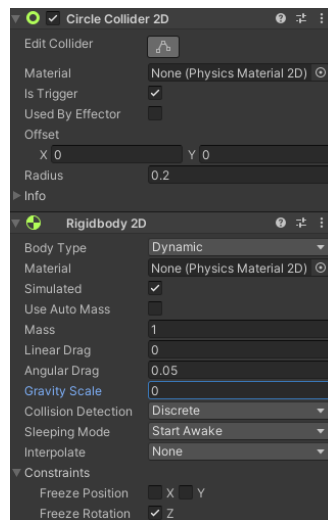 Circle Collider 2D
Edit Collider
Material None (Physics Material 2D)
Is Trigger
Used By Effector
Offset
X 0 Y 0
Radius 0.2
Info
Rigidbody 2D
Body Type Dynamic
Material None (Physics Material 2D)
Simulated
Use Auto Mass
Mass 1
Linear Drag 0
Angular Drag 0.05
Gravity Scale 0
Collision Detection Discrete
Sleeping Mode Start Awake
Interpolate None
Constraints
Freeze Position X Y
Freeze Rotation Z